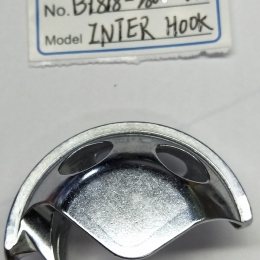 No. B1818-
Model INTER HOOK